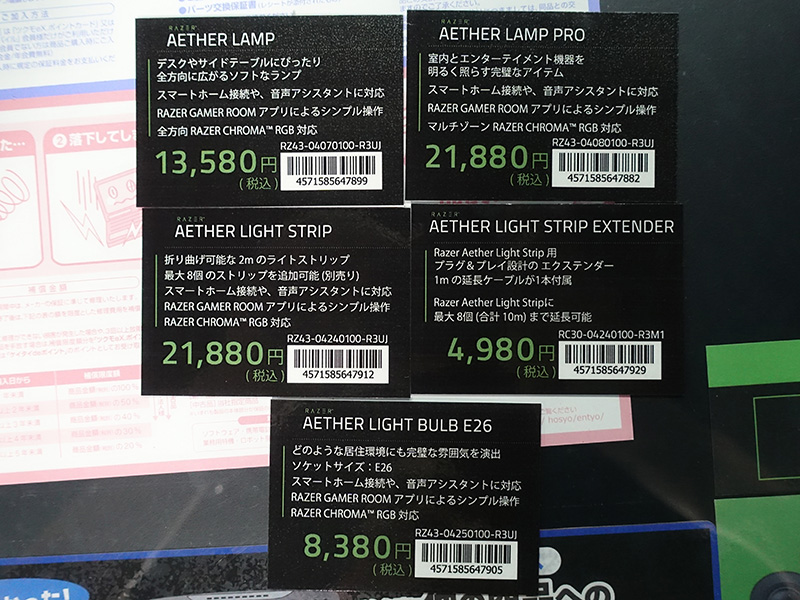 RAZER
AETHER LAMP
デスクやサイドテーブルにぴったり
全方向に広がるソフトなランプ
スマートホーム接続や、音声アシスタントに対応
RAZER GAMER ROOM アプリによるシンプル操作
全方向 RAZER CHROMA™ RGB 対応
RZ43-04070100-R3UJ
13,580円
(税込)
4571585647899
RAZER
AETHER LAMP PRO
室内とエンターテイメント機器を
明るく照らす完璧なアイテム
スマートホーム接続や、音声アシスタントに対応
RAZER GAMER ROOM アプリによるシンプル操作
マルチゾーン RAZER CHROMA™ RGB 対応
RZ43-04080100-R3UJ
21,880円
(税込)
4571585647882
RAZER
AETHER LIGHT STRIP
折り曲げ可能な 2m のライトストリップ
最大 8個 のストリップを追加可能 (別売り)
スマートホーム接続や、音声アシスタントに対応
RAZER GAMER ROOM アプリによるシンプル操作
RAZER CHROMA™ RGB 対応
RZ43-04240100-R3UJ
21,880円
(税込)
4571585647912
RAZER
AETHER LIGHT STRIP EXTENDER
Razer Aether Light Strip 用
プラグ＆プレイ設計の エクステンダー
1m の延長ケーブルが1本付属
Razer Aether Light Stripに
最大 8個 (合計 10m) まで延長可能
RC30-04240100-R3M1
4,980円
(税込)
4571585647929
RAZER
AETHER LIGHT BULB E26
どのような居住環境にも完璧な雰囲気を演出
ソケットサイズ：E26
スマートホーム接続や、音声アシスタントに対応
RAZER GAMER ROOM アプリによるシンプル操作
RAZER CHROMA™ RGB 対応
RZ43-04250100-R3UJ
8,380円
(税込)
4571585647905
❷落下してしま